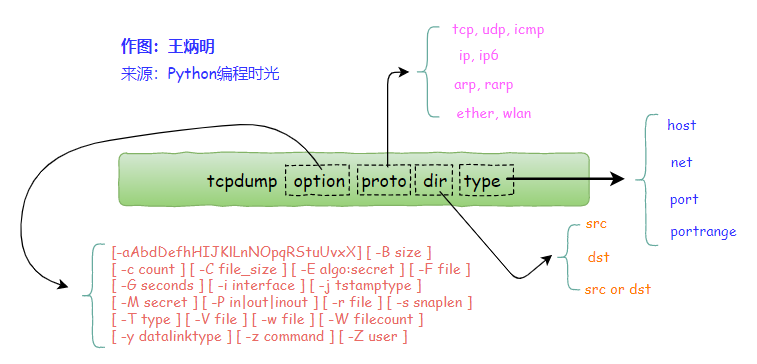 作图：王炳明
来源：Python编程时光
tcp, udp, icmp
ip, ip6
arp, rarp
ether, wlan
tcpdump option proto dir type
host
net
port
portrange
src
dst
src or dst
[-aAbdDefhHIJKlLnNOpqRStuUvxX] [ -B size ]
[ -c count ] [ -C file_size ] [ -E algo:secret ] [ -F file ]
[ -G seconds ] [ -i interface ] [ -j tstamptype ]
[ -M secret ] [ -P in|out|inout ] [ -r file ] [ -s snaplen ]
[ -T type ] [ -V file ] [ -w file ] [ -W filecount ]
[ -y datalinktype ] [ -z command ] [ -Z user ]